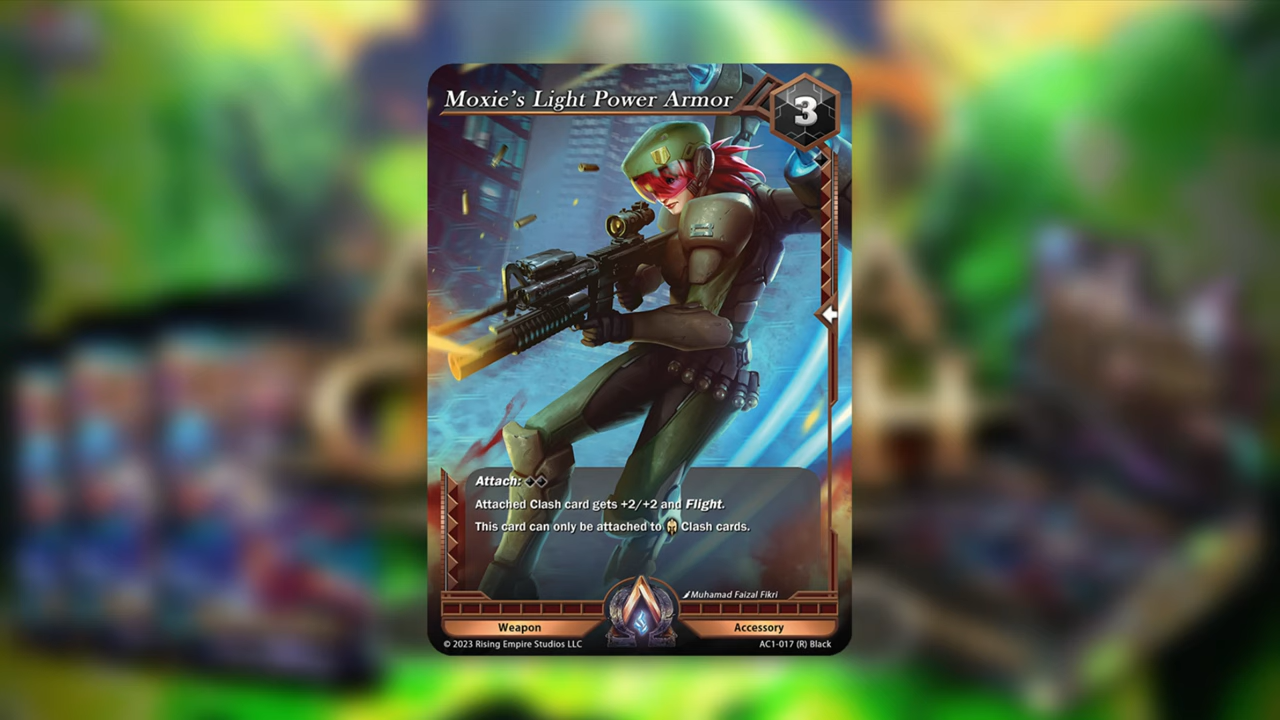 Moxie's Light Power Armor
3
Attach:
Attached Clash card gets +2/+2 and Flight.
This card can only be attached to Clash cards.
Muhamad Faizal Fikri
Weapon
Accessory
© 2023 Rising Empire Studios LLC
AC1-017 (R) Black